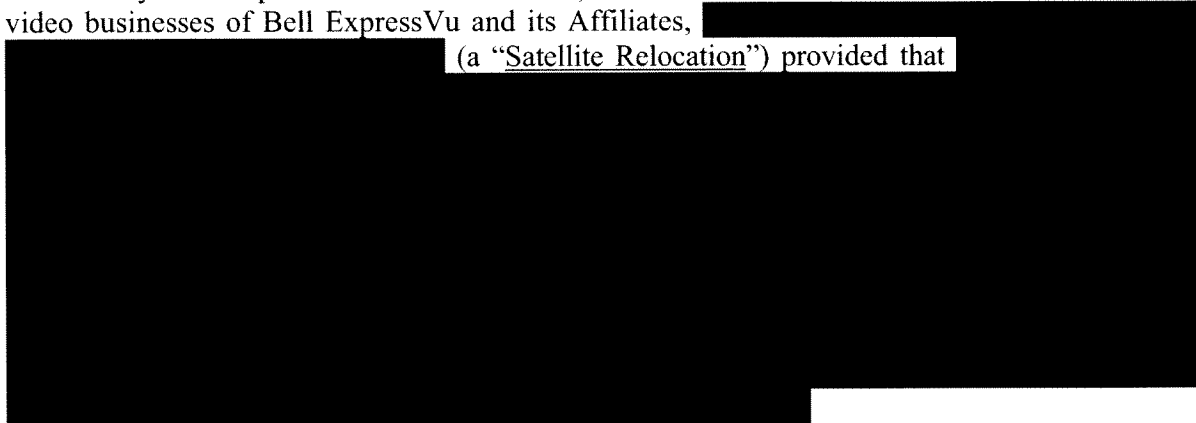 video businesses of Bell ExpressVu and its Affiliates,
(a “Satellite Relocation”) provided that